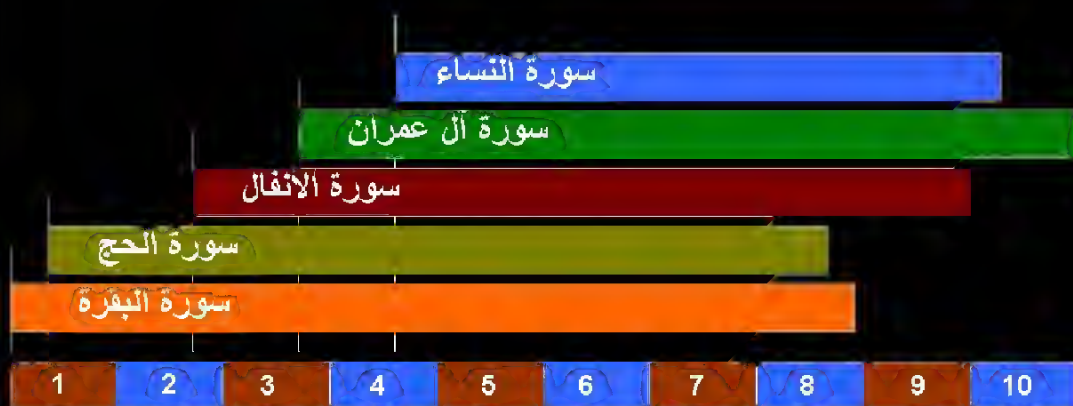 سورة النساء
سورة آل عمران
سورة الانفال
سورة الحج
سورة البقرة
1 2 3 4 5 6 7 8 9 10